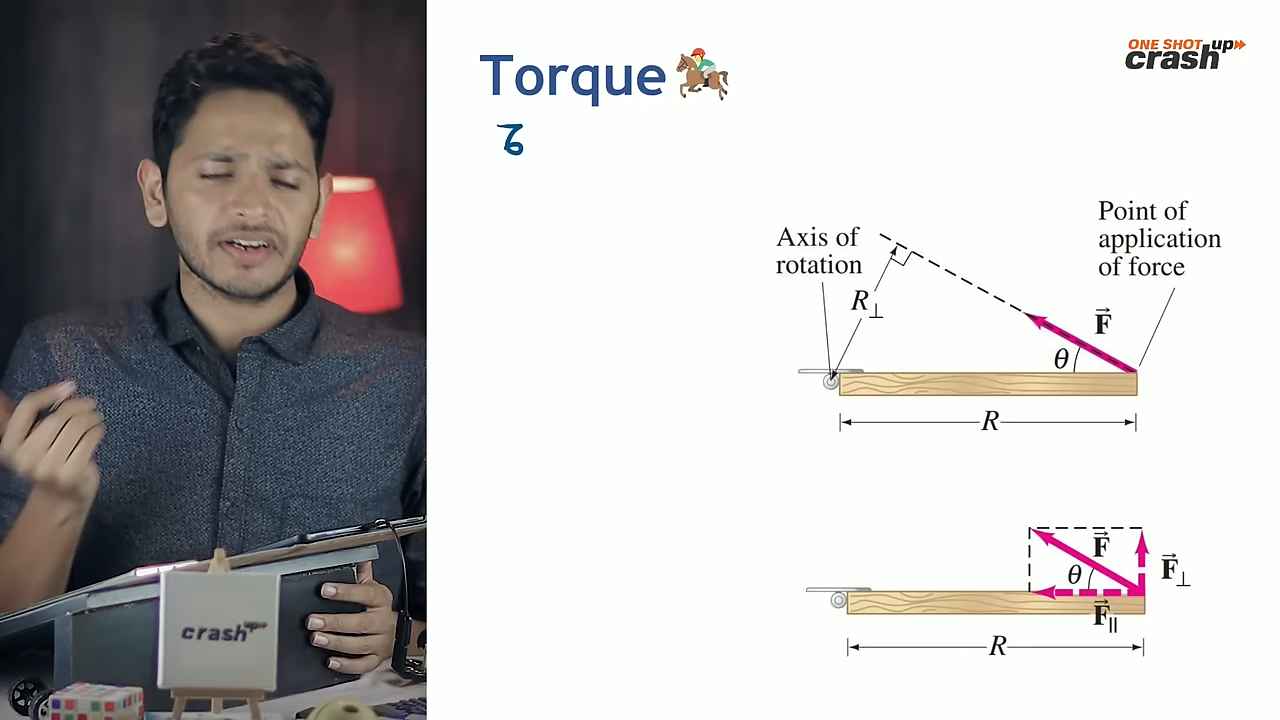 Torque
τ
ONE SHOT
crash up
Axis of
rotation
Point of
application
of force
R⊥
F⃗
θ
R
F⃗
θ
F⃗⊥
F⃗∥
R
crash up